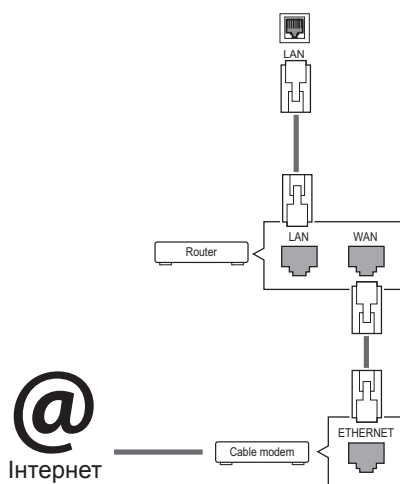 LAN
LAN WAN
Router
ETHERNET
@
Інтернет
Cable modem